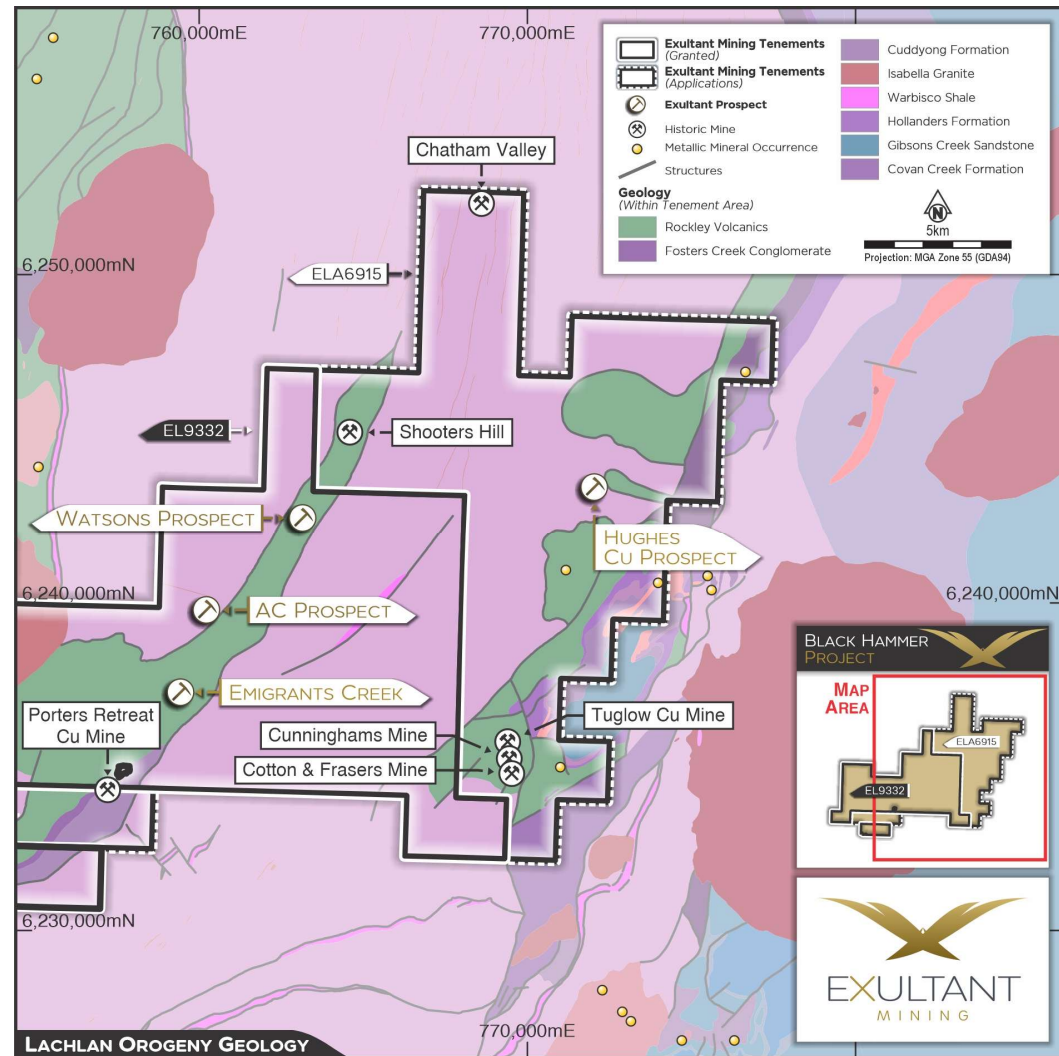 760,000mE
770,000mE
Exultant Mining Tenements
(Granted)
Exultant Mining Tenements
(Applications)
Exultant Prospect
Historic Mine
Metallic Mineral Occurrence
Structures
Geology
(Within Tenement Area)
Rockley Volcanics
Fosters Creek Conglomerate
Cuddyong Formation
Isabella Granite
Warbisco Shale
Hollanders Formation
Gibsons Creek Sandstone
Covan Creek Formation
N
5km
Projection: MGA Zone 55 (GDA94)
Chatham Valley
6,250,000mN
ELA6915
EL9332
Shooters Hill
WATSONS PROSPECT
HUGHES
CU PROSPECT
6,240,000mN
6,240,000mN
AC PROSPECT
EMIGRANTS CREEK
Porters Retreat
Cu Mine
Tuglow Cu Mine
Cunninghams Mine
Cotton & Frasers Mine
BLACK HAMMER
PROJECT
MAP
AREA
ELA6915
EL9332
6,230,000mN
EXULTANT
MINING
770,000mE
LACHLAN OROGENY GEOLOGY